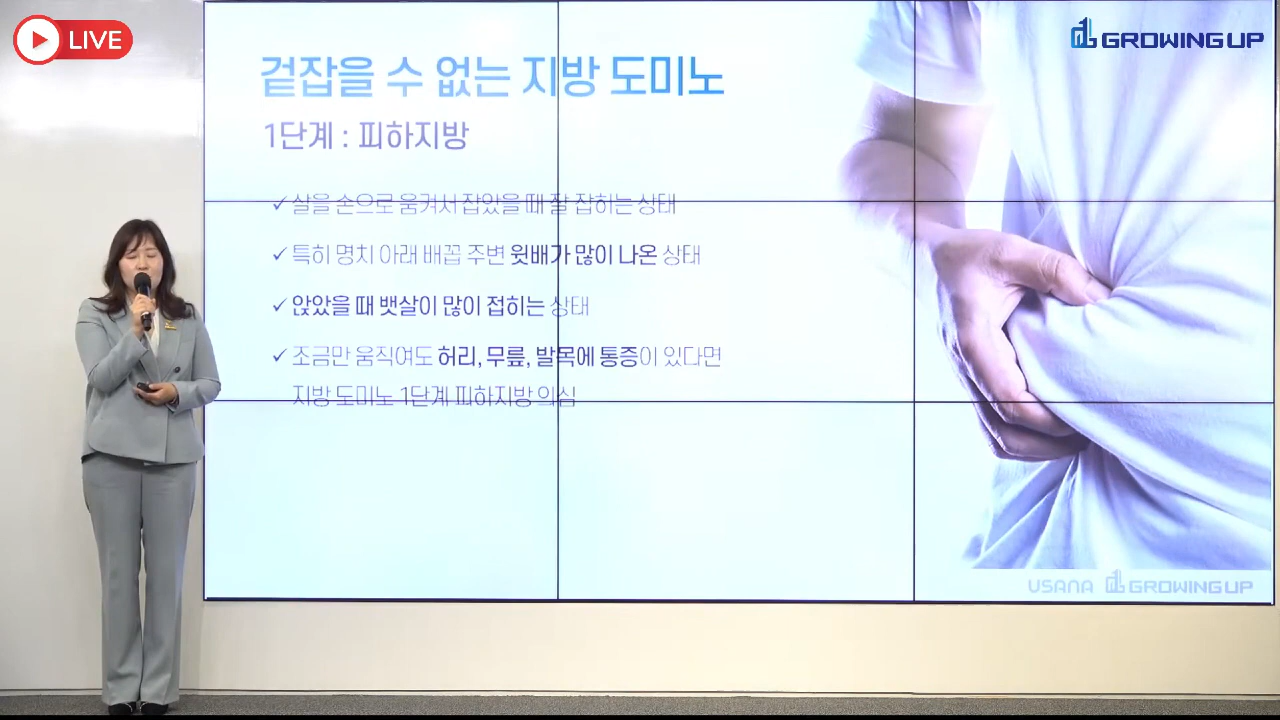 LIVE
GROWING UP
겉잡을 수 없는 지방 도미노
1단계 : 피하지방
✓ 살을 손으로 움켜서 잡았을 때 잘 잡히는 상태
✓ 특히 명치 아래 배꼽 주변 윗배가 많이 나온 상태
✓ 앉았을 때 뱃살이 많이 접히는 상태
✓ 조금만 움직여도 허리, 무릎, 발목에 통증이 있다면
지방 도미노 1단계 피하지방 의심
USANA GROWING UP